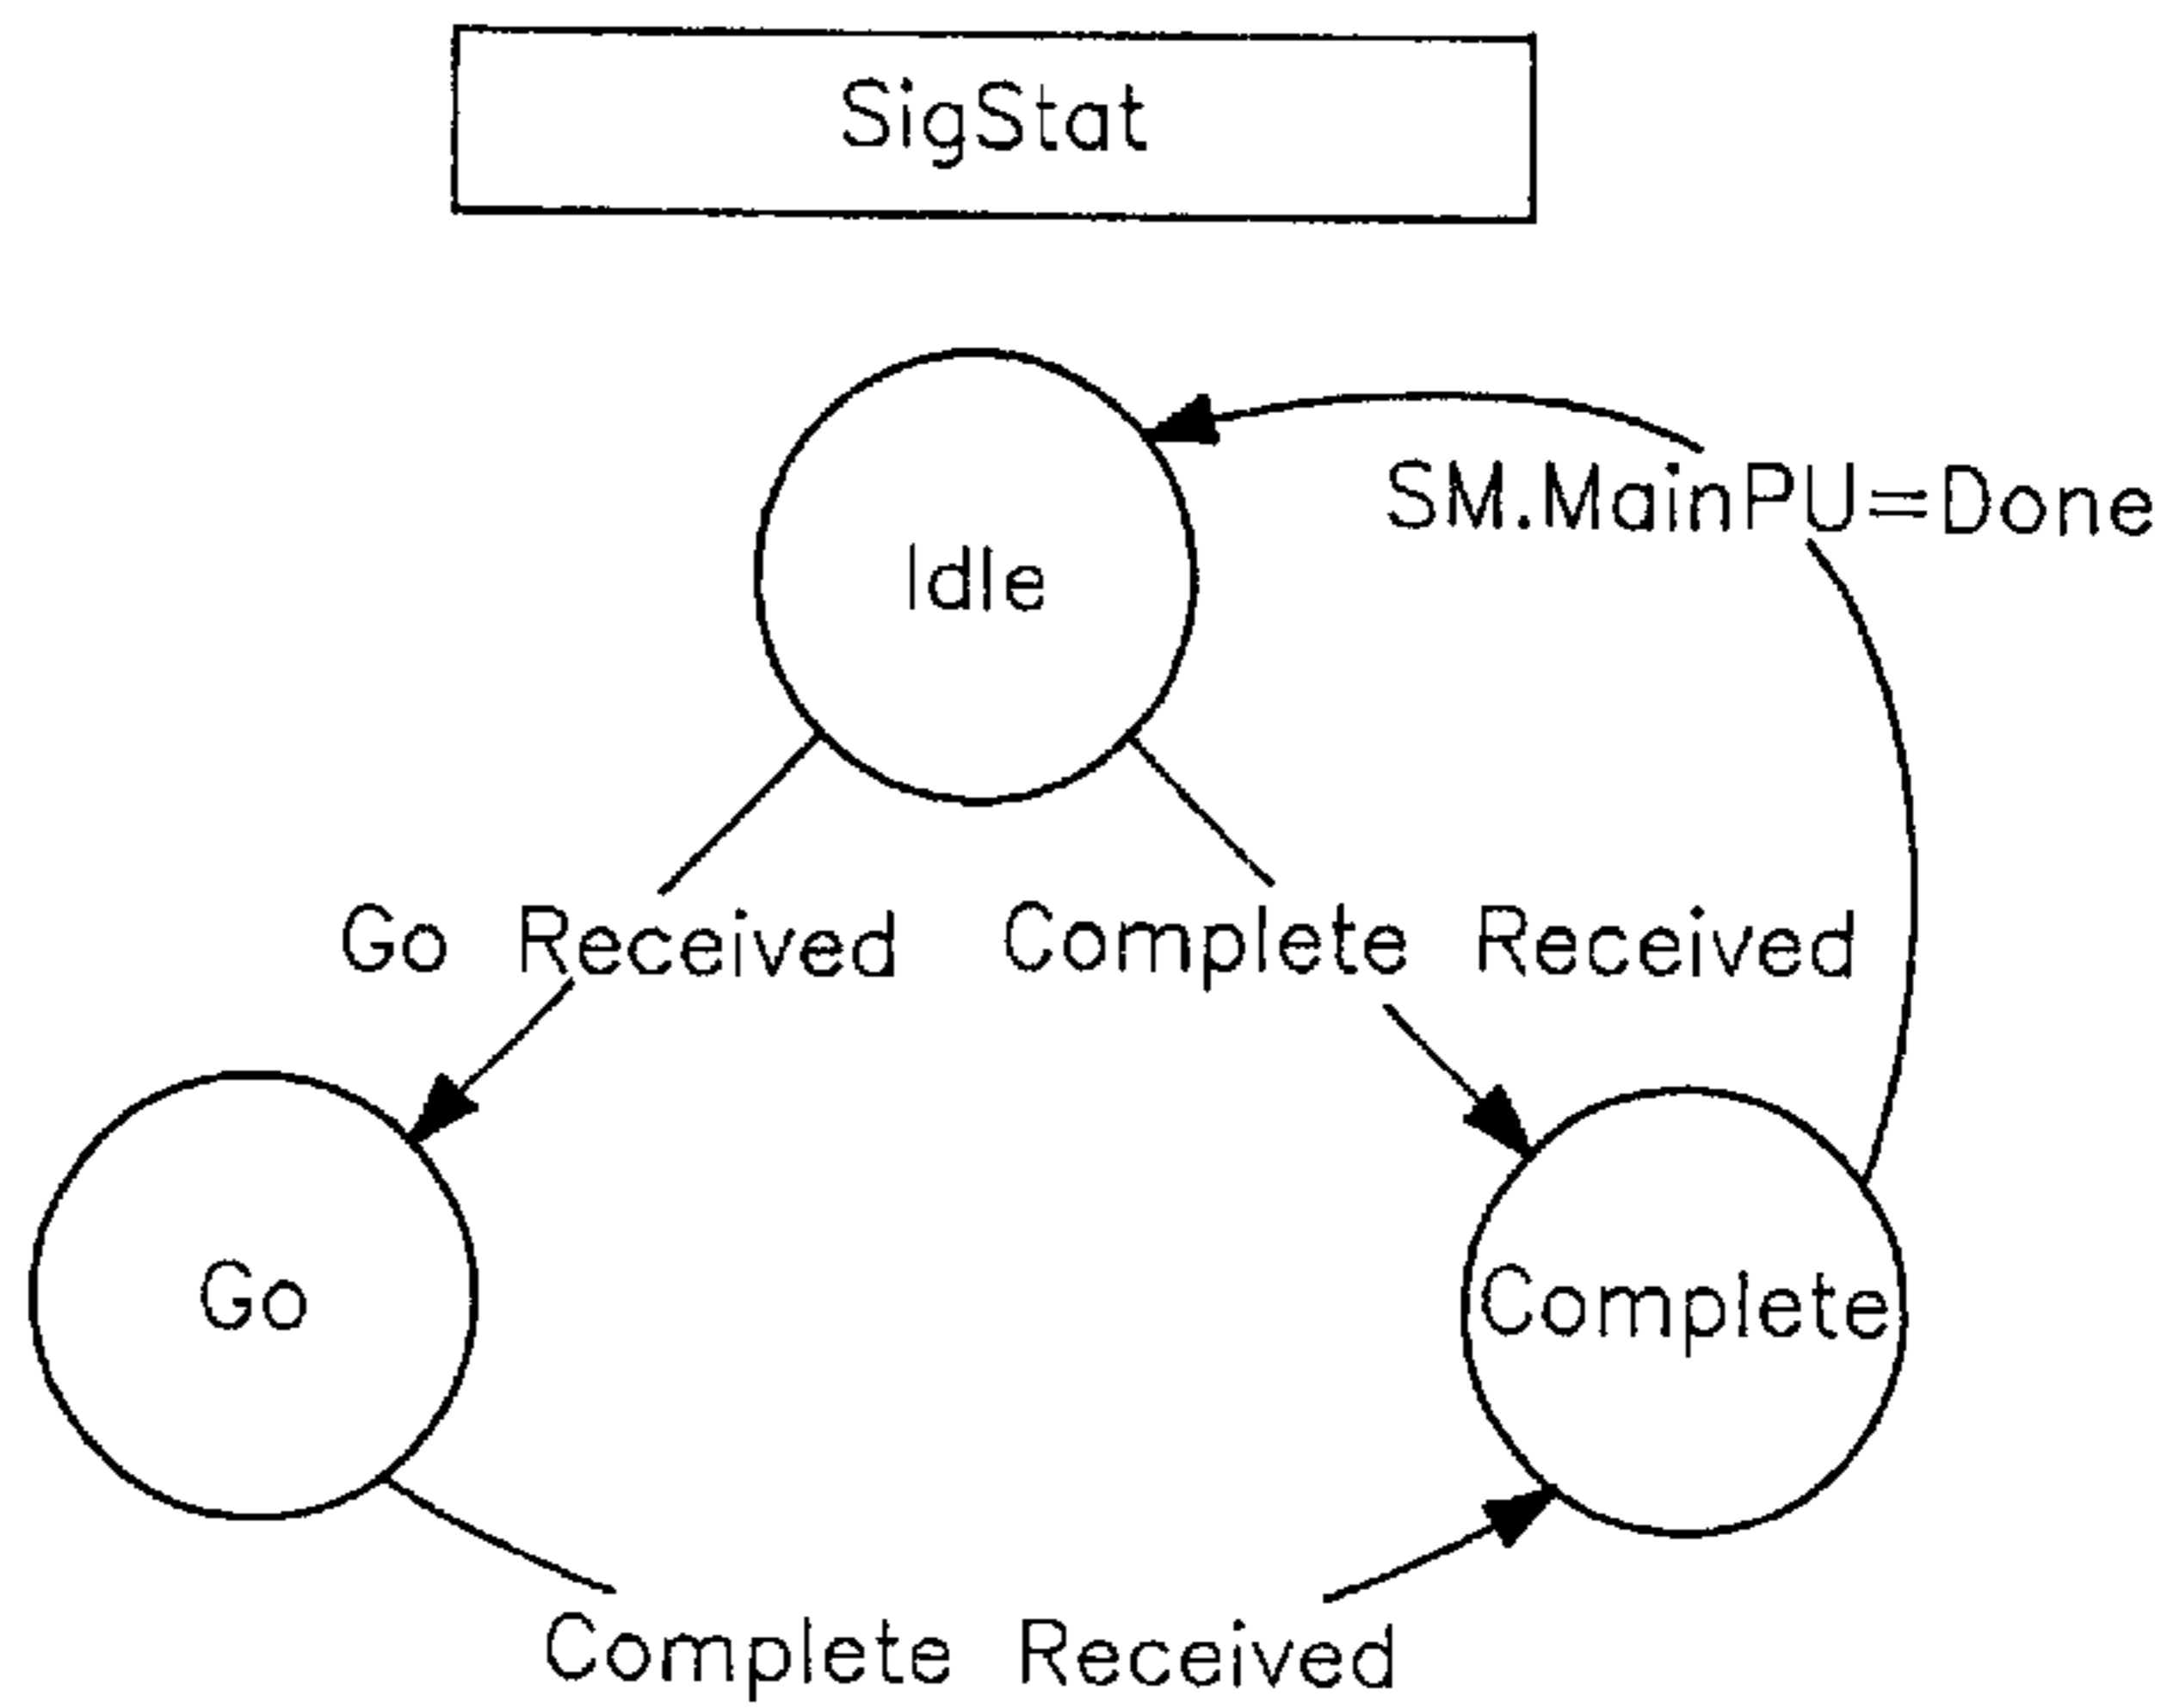 SigStat
SM.MainPU=Done
Idle
Go Received
Complete Received
Go
Complete
Complete Received